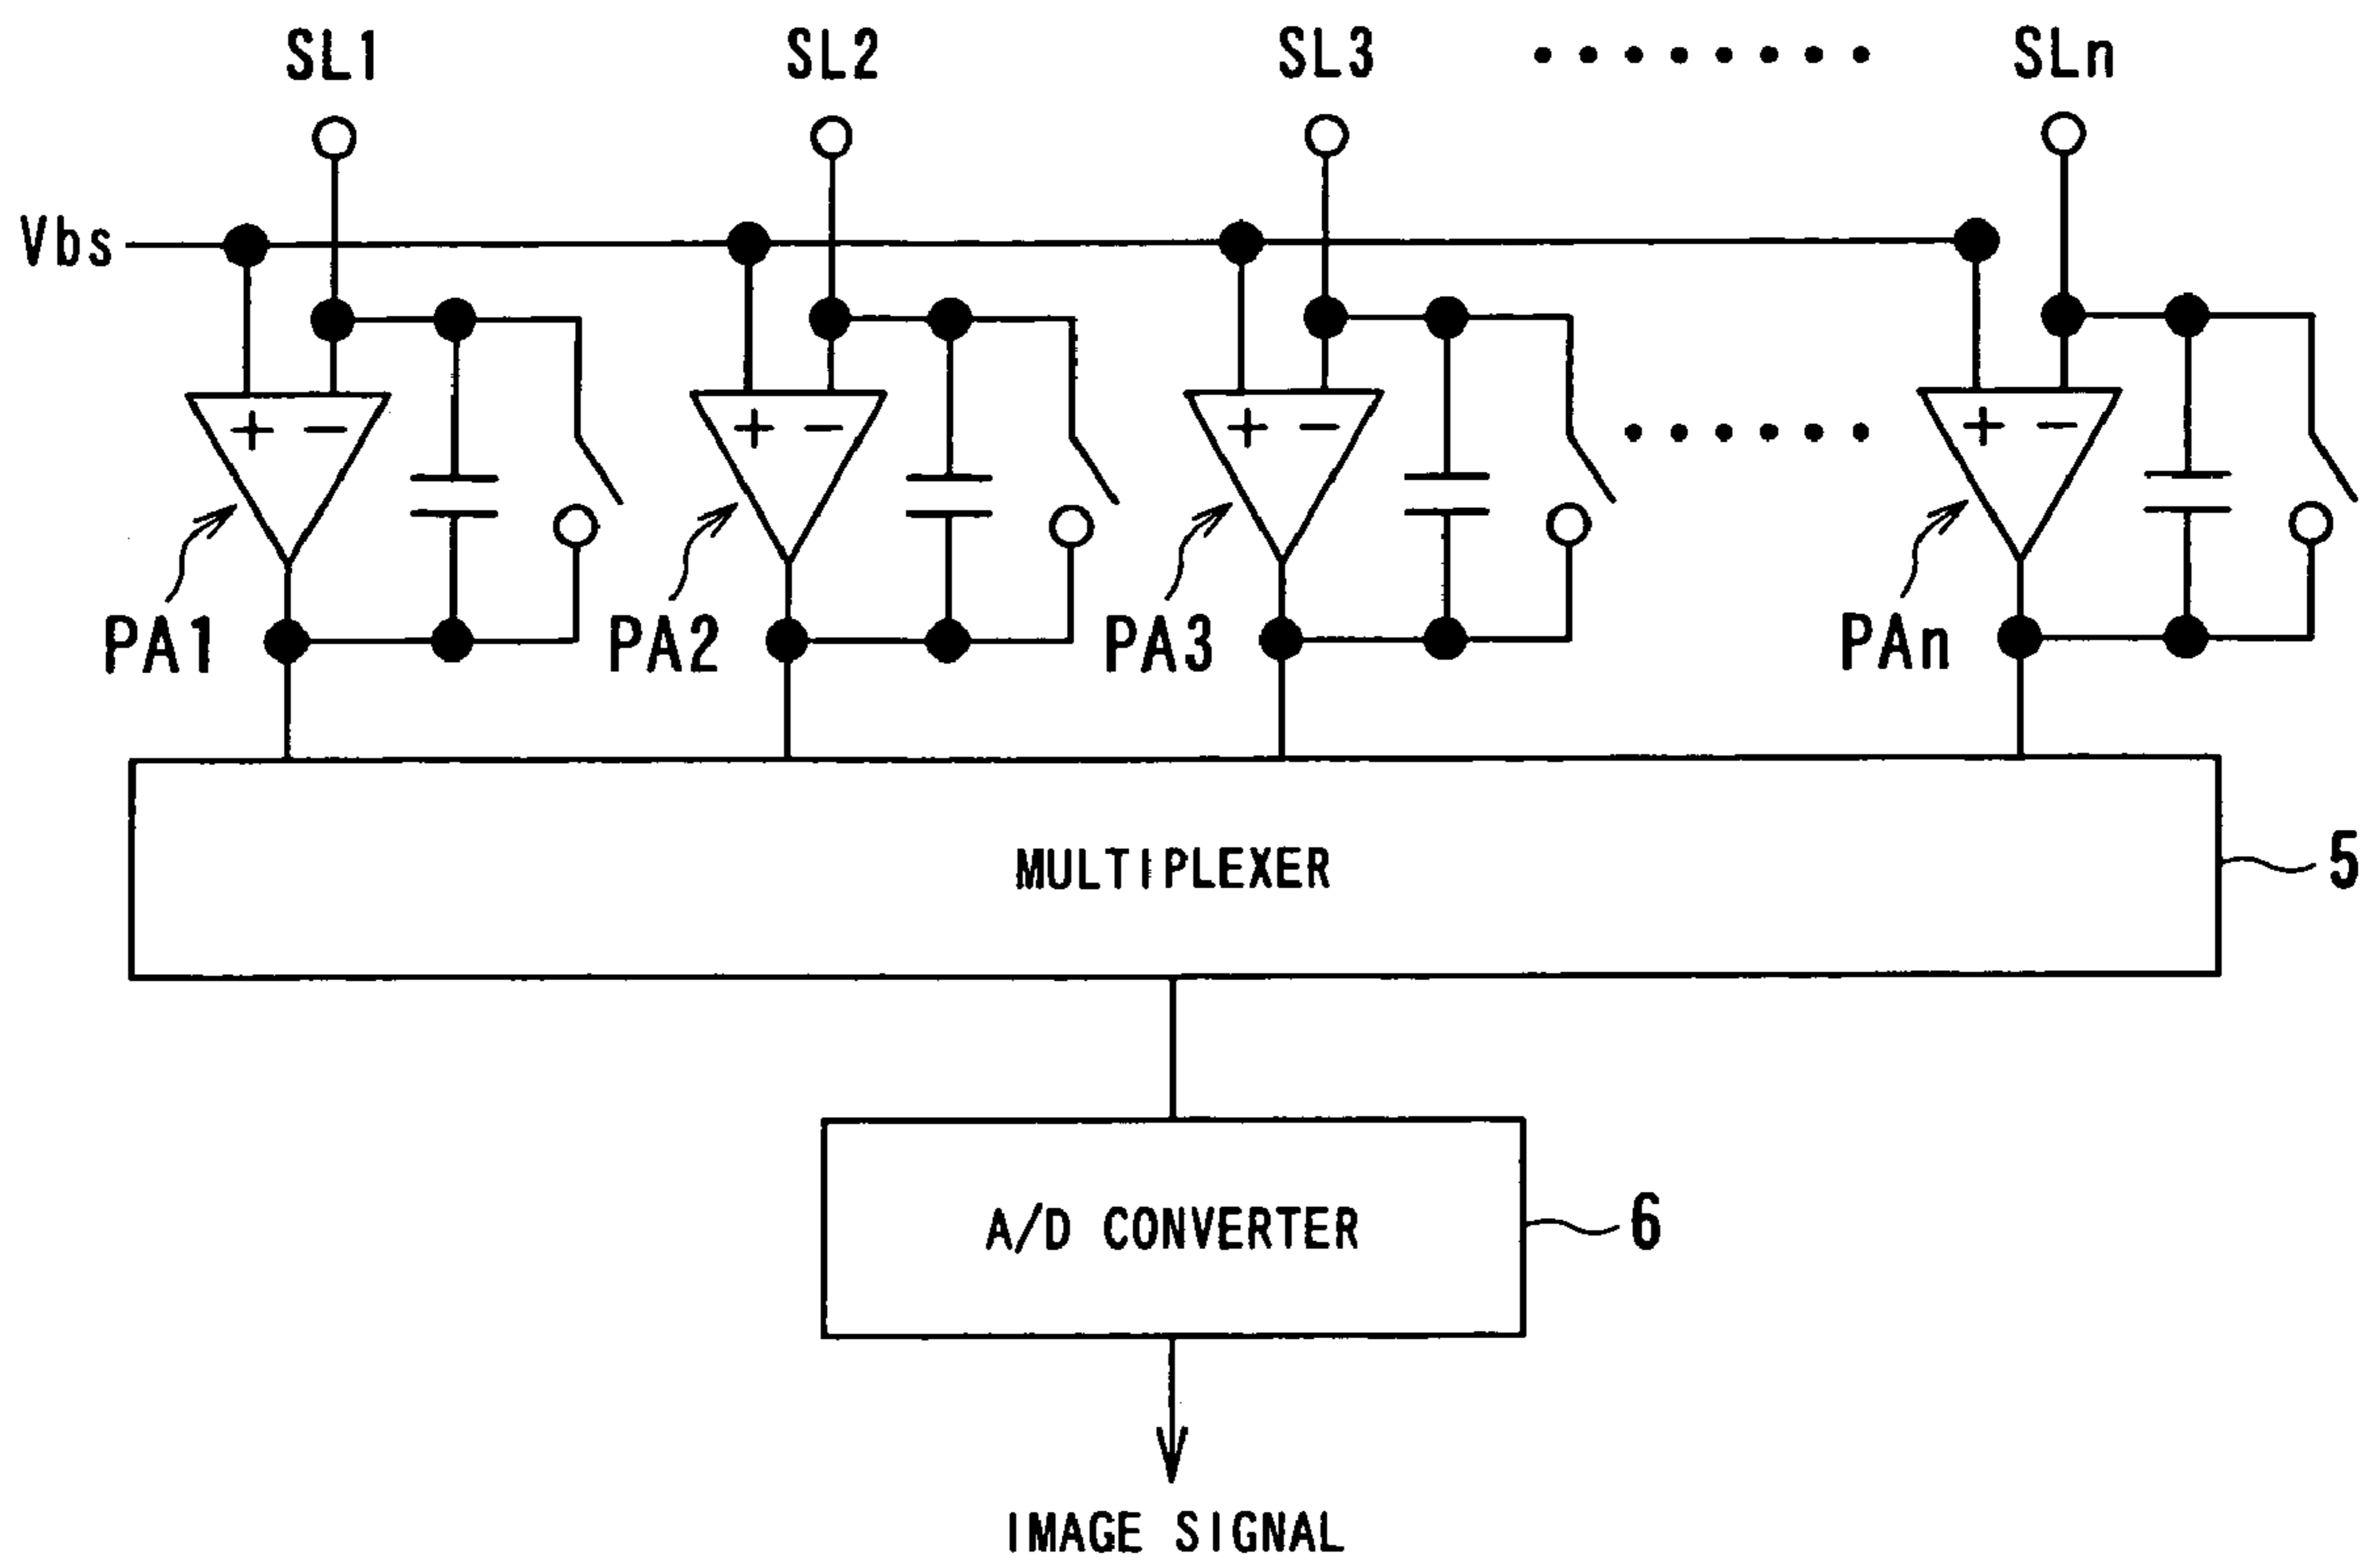 SL1 SL2 SL3 ........ SLn
Vbs
+ − + − + − ...... + −
PA1 PA2 PA3 PAn
MULTIPLEXER 5
A/D CONVERTER 6
IMAGE SIGNAL